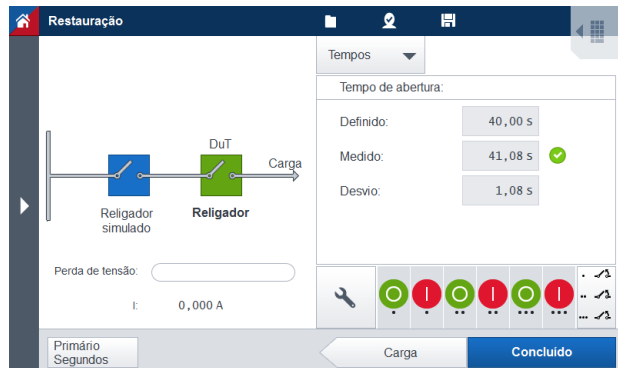 Restauração
Tempos
Tempo de abertura:
Definido:
40,00 s
Medido:
41,08 s
Desvio:
1,08 s
DuT
Carga
Religador
simulado
Religador
Perda de tensão:
I:
0,000 A
Primário
Segundos
Carga
Concluido